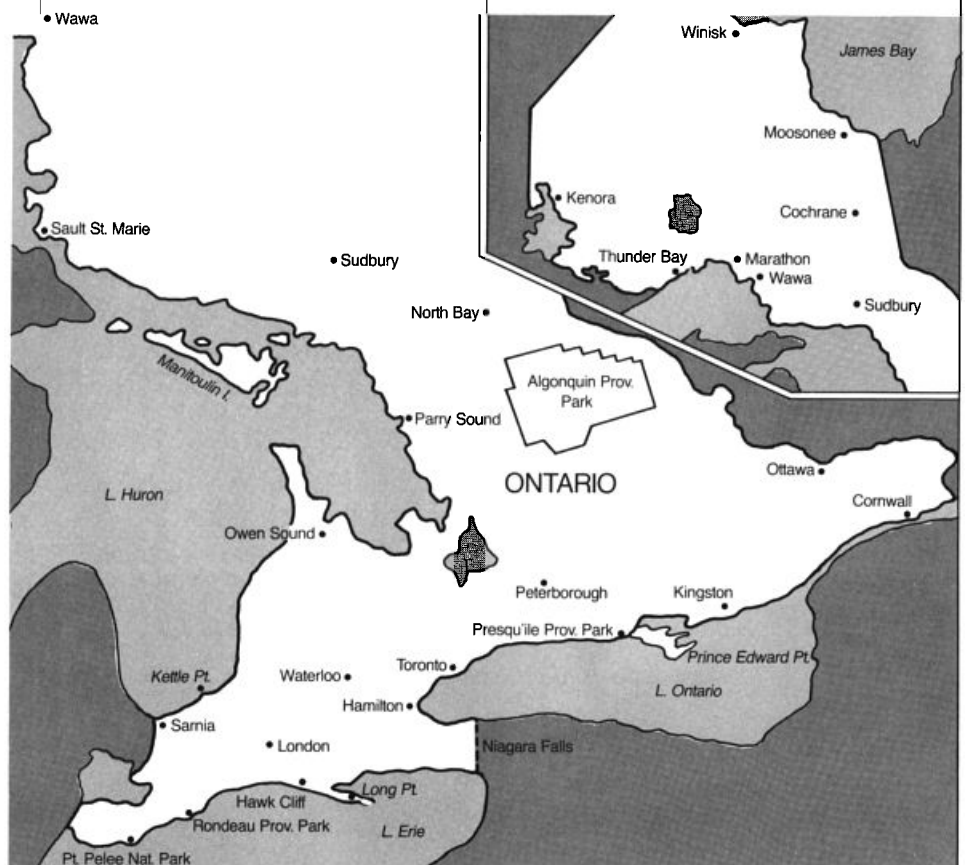 Wawa
Winisk
James Bay
Moosonee
Kenora
Cochrane
Sault St. Marie
Sudbury
Thunder Bay
Marathon
Wawa
Sudbury
North Bay
Manitoulin I.
Algonquin Prov.
Park
Parry Sound
ONTARIO
Ottawa
L. Huron
Cornwall
Owen Sound
Peterborough
Kingston
Presqu'ile Prov. Park
Prince Edward Pt.
Toronto
Kettle Pt.
Waterloo
L. Ontario
Hamilton
Sarnia
London
Niagara Falls
Long Pt.
Hawk Cliff
Rondeau Prov. Park
L. Erie
Pt. Pelee Nat. Park